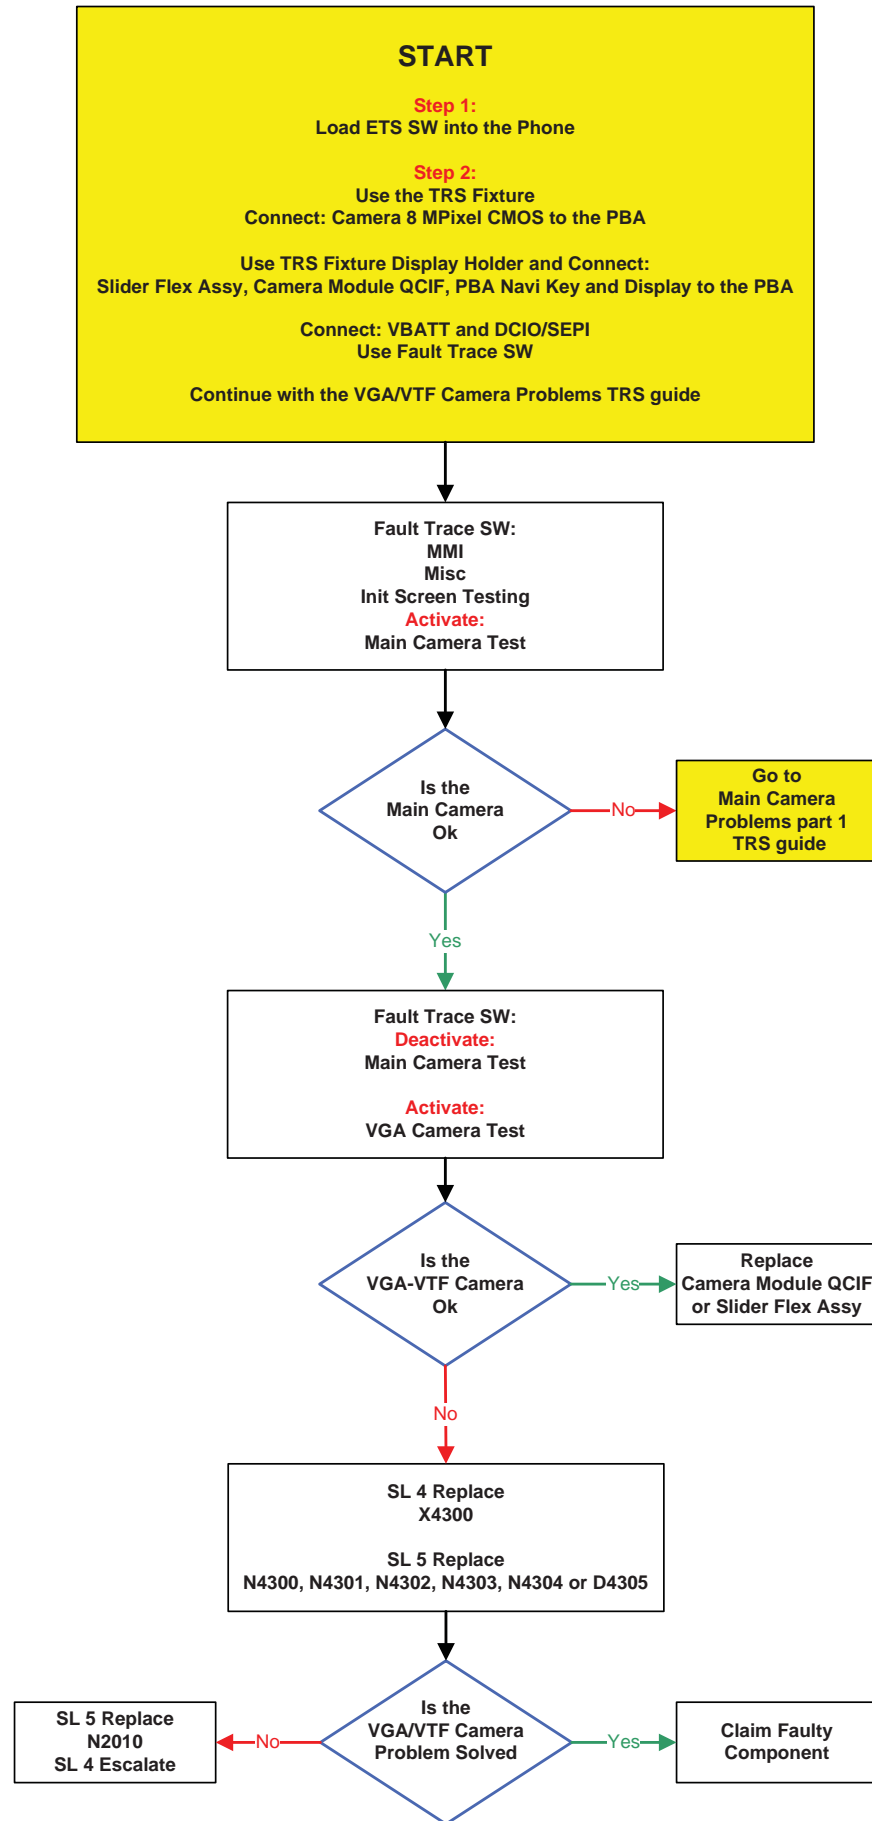 START
Step 1:
Load ETS SW into the Phone
Step 2:
Use the TRS Fixture
Connect: Camera 8 MPixel CMOS to the PBA
Use TRS Fixture Display Holder and Connect:
Slider Flex Assy, Camera Module QCIF, PBA Navi Key and Display to the PBA
Connect: VBATT and DCIO/SEPI
Use Fault Trace SW
Continue with the VGA/VTF Camera Problems TRS guide
Fault Trace SW:
MMI
Misc
Init Screen Testing
Activate:
Main Camera Test
Is the
Main Camera
Ok
No
Go to
Main Camera
Problems part 1
TRS guide
Yes
Fault Trace SW:
Deactivate:
Main Camera Test
Activate:
VGA Camera Test
Is the
VGA-VTF Camera
Ok
Yes
Replace
Camera Module QCIF
or Slider Flex Assy
No
SL 4 Replace
X4300
SL 5 Replace
N4300, N4301, N4302, N4303, N4304 or D4305
Is the
VGA/VTF Camera
Problem Solved
No
SL 5 Replace
N2010
SL 4 Escalate
Yes
Claim Faulty
Component